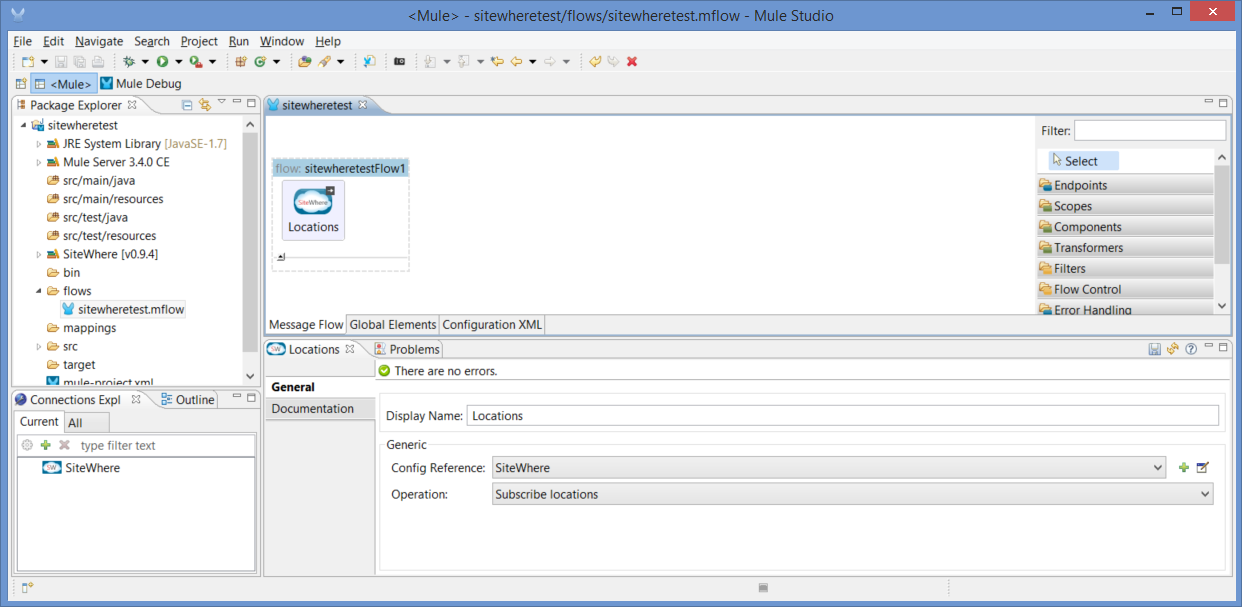 <Mule> - sitewheretest/flows/sitewheretest.mflow - Mule Studio
File Edit Navigate Search Project Run Window Help
<Mule> Mule Debug
Package Explorer
sitewheretest
JRE System Library [JavaSE-1.7]
Mule Server 3.4.0 CE
src/main/java
src/main/resources
src/test/java
src/test/resources
SiteWhere [v0.9.4]
bin
flows
sitewheretest.mflow
mappings
src
target
mule-project.xml
sitewheretest
flow: sitewheretestFlow1
SiteWhere
Locations
Filter:
Select
Endpoints
Scopes
Components
Transformers
Filters
Flow Control
Error Handling
Message Flow Global Elements Configuration XML
Connections Expl Outline
Current All
type filter text
SW SiteWhere
SW Locations Problems
There are no errors.
General
Documentation
Display Name: Locations
Generic
Config Reference: SiteWhere
Operation: Subscribe locations